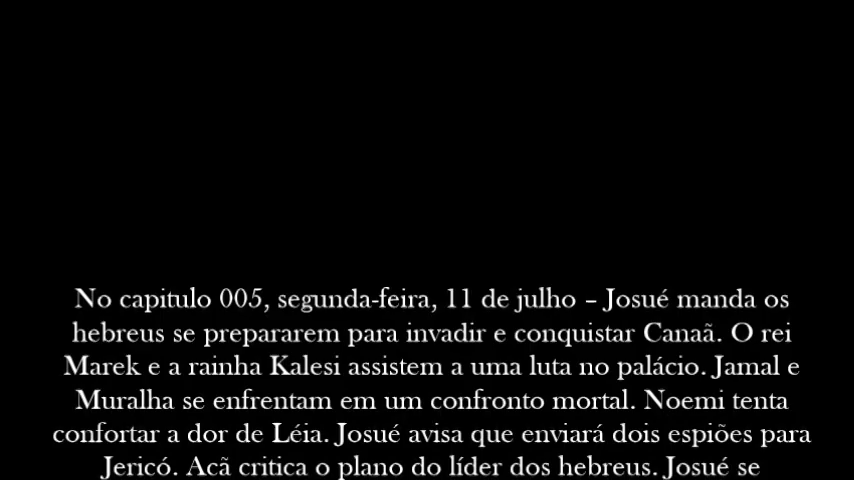 No capitulo 005, segunda-feira, 11 de julho – Josué manda os
hebreus se prepararem para invadir e conquistar Canaã. O rei
Marek e a rainha Kalesi assistem a uma luta no palácio. Jamal e
Muralha se enfrentam em um confronto mortal. Noemi tenta
confortar a dor de Léia. Josué avisa que enviará dois espiões para
Jericó. Acã critica o plano do líder dos hebreus. Josué se